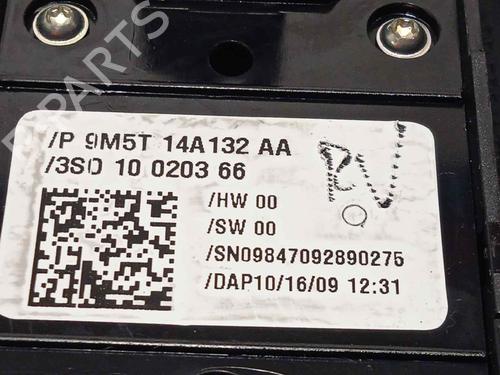 /P 9M5T 14A132 AA
/3S0 10 0203 66
/HW 00
/SW 00
/SN09847092890275
/DAP10/16/09 12:31